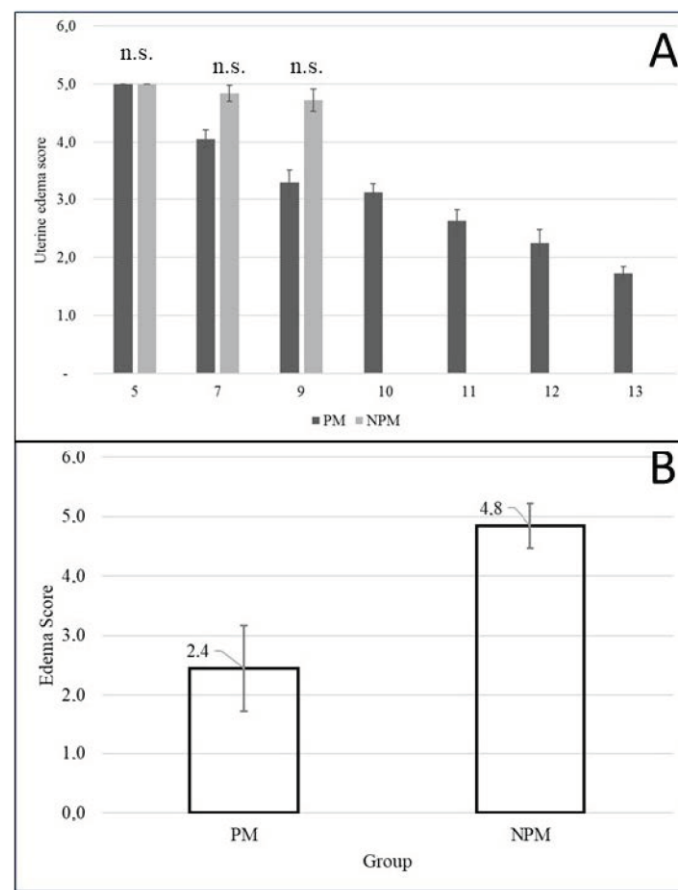 6,0
A
n.s.
n.s.
n.s.
5,0
4,0
3,0
2,0
1,0
-
Uterine edema score
5 7 9 10 11 12 13
PM NPM
6.0
B
5.0
4.0
3.0
2.0
1.0
0,0
4,8
2.4
Edema Score
PM NPM
Group